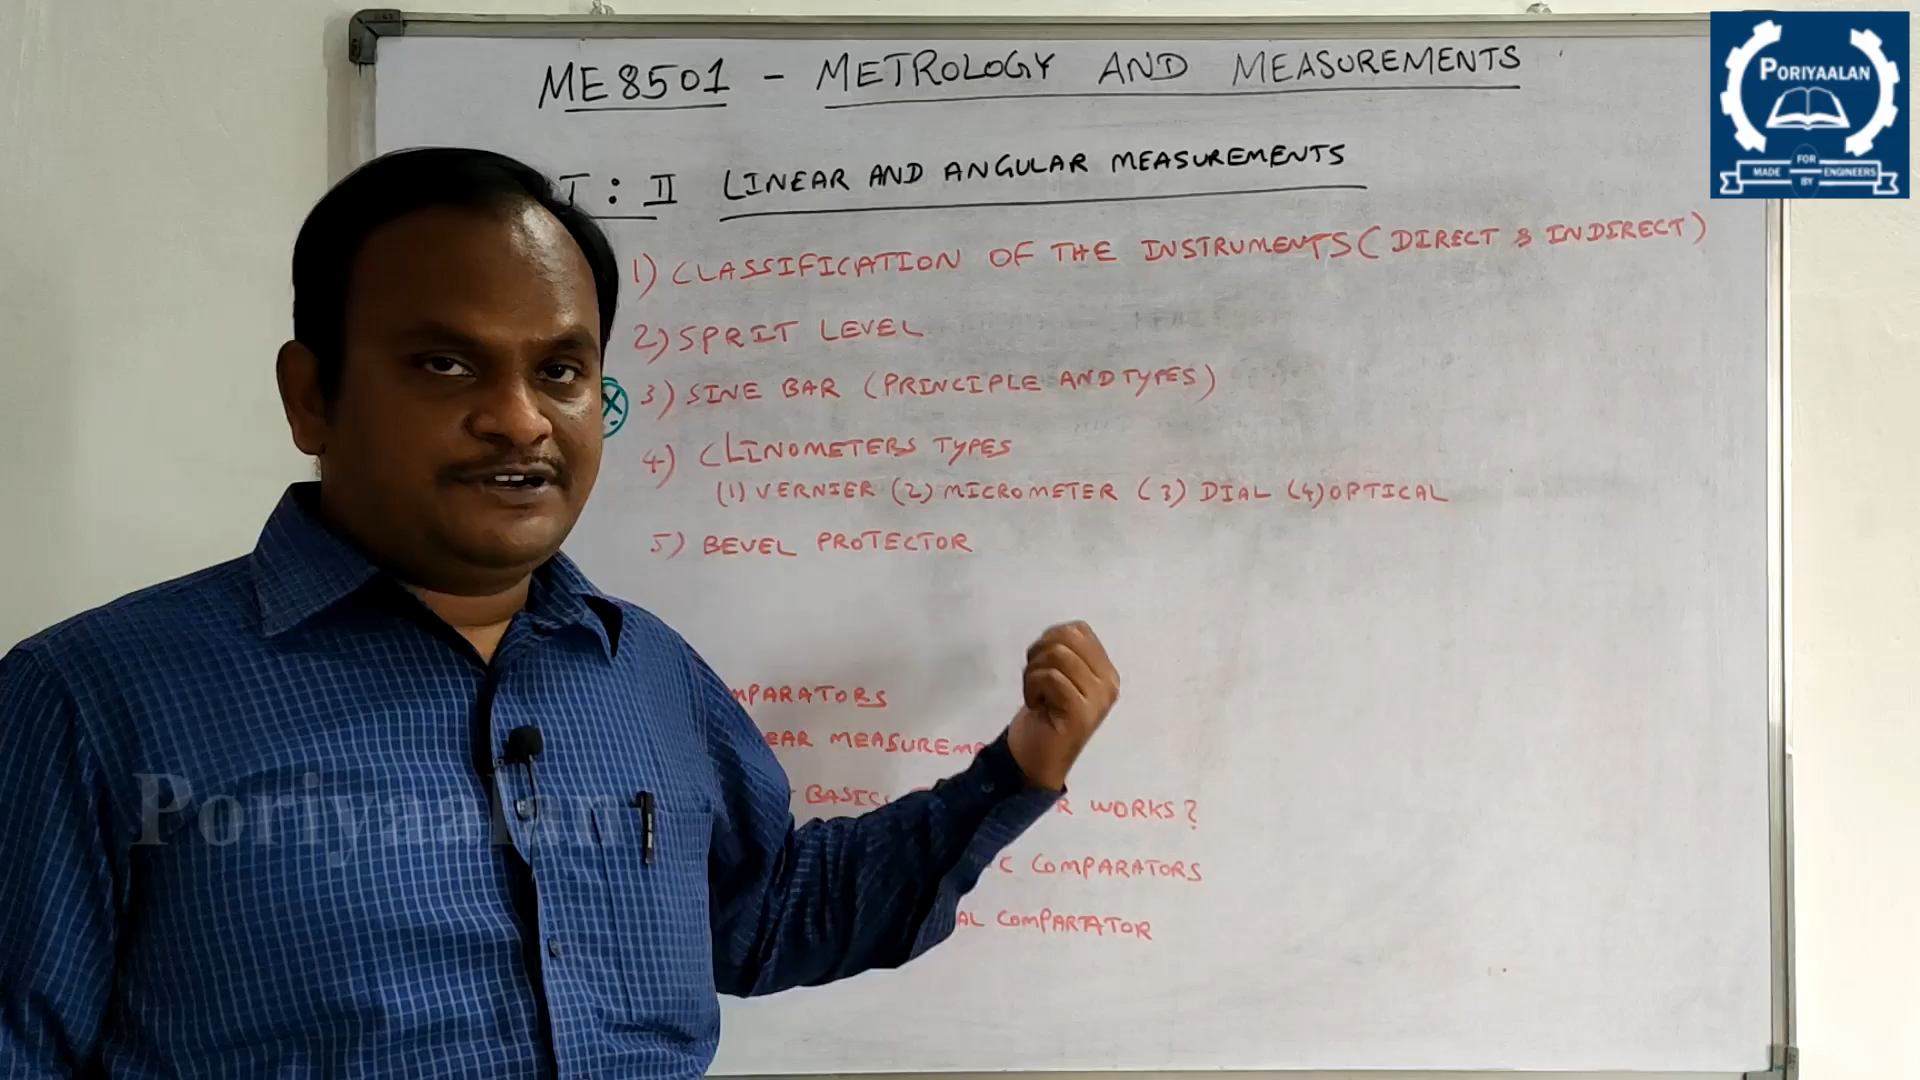 ME8501 - METROLOGY AND MEASUREMENTS
PORIYAALAN
MADE FOR BY ENGINEERS
T : II LINEAR AND ANGULAR MEASUREMENTS
1) CLASSIFICATION OF THE INSTRUMENTS (DIRECT & INDIRECT)
2) SPRIT LEVEL
3) SINE BAR (PRINCIPLE AND TYPES)
4) CLINOMETERS TYPES
(1) VERNIER (2) MICROMETER (3) DIAL (4) OPTICAL
5) BEVEL PROTECTOR
MPARATORS
EAR MEASUREME
BASICS R WORKS?
C COMPARATORS
AL COMPARTATOR
Poriyaalan